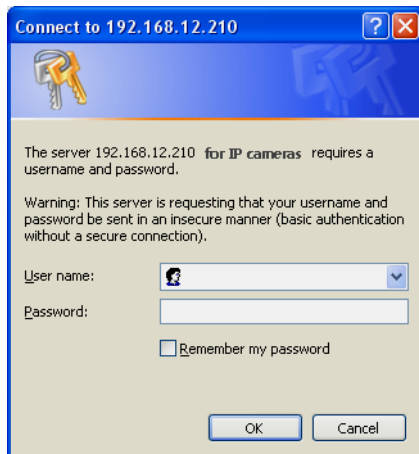 Connect to 192.168.12.210
The server 192.168.12.210 for IP cameras requires a
username and password.
Warning: This server is requesting that your username and
password be sent in an insecure manner (basic authentication
without a secure connection).
User name:
Password:
Remember my password
OK Cancel